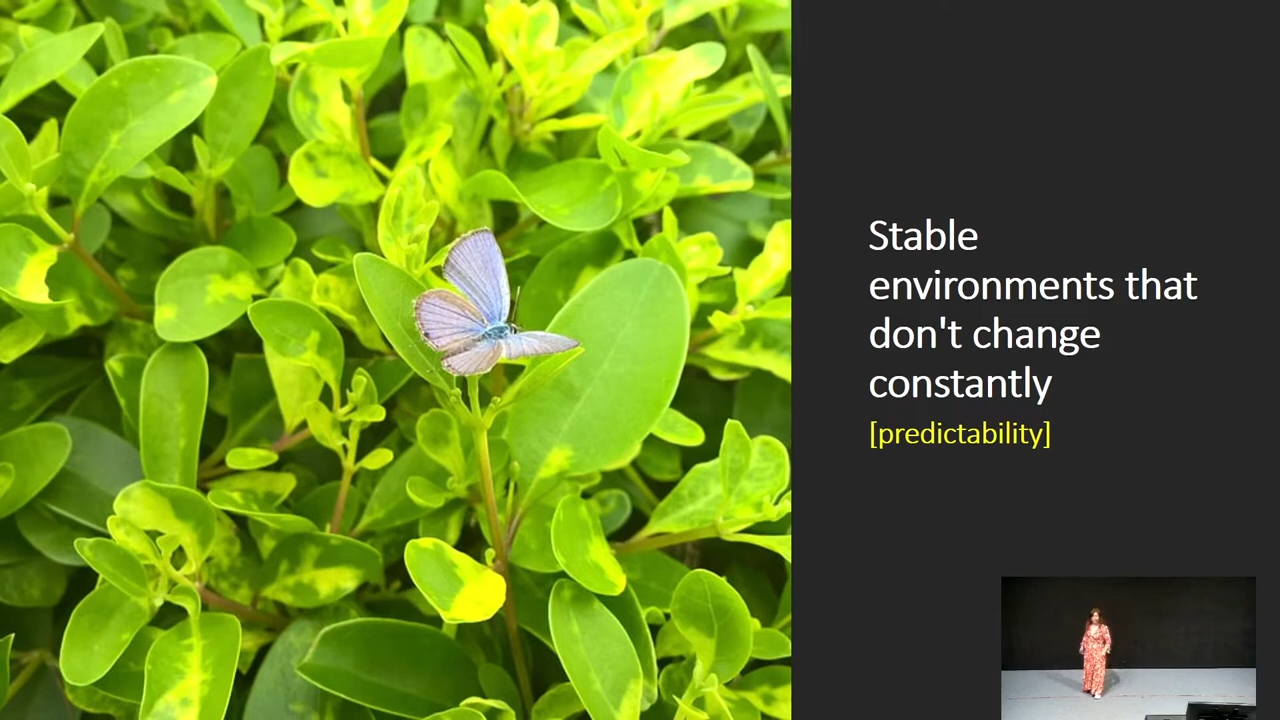 Stable
environments that
don't change
constantly
[predictability]